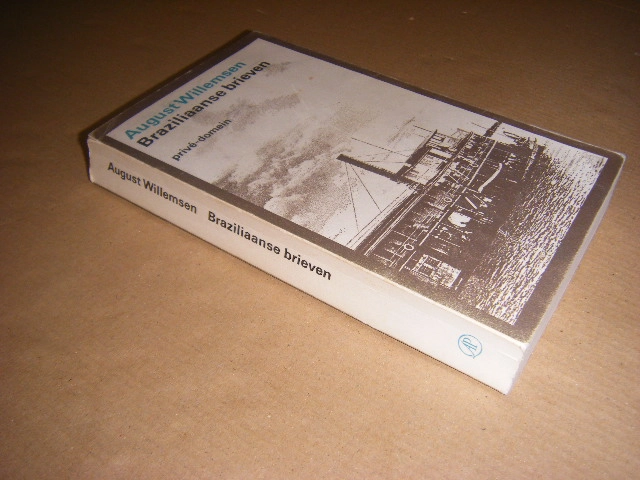 August Willemsen
Braziliaanse brieven
privé-domein
August Willemsen Braziliaanse brieven